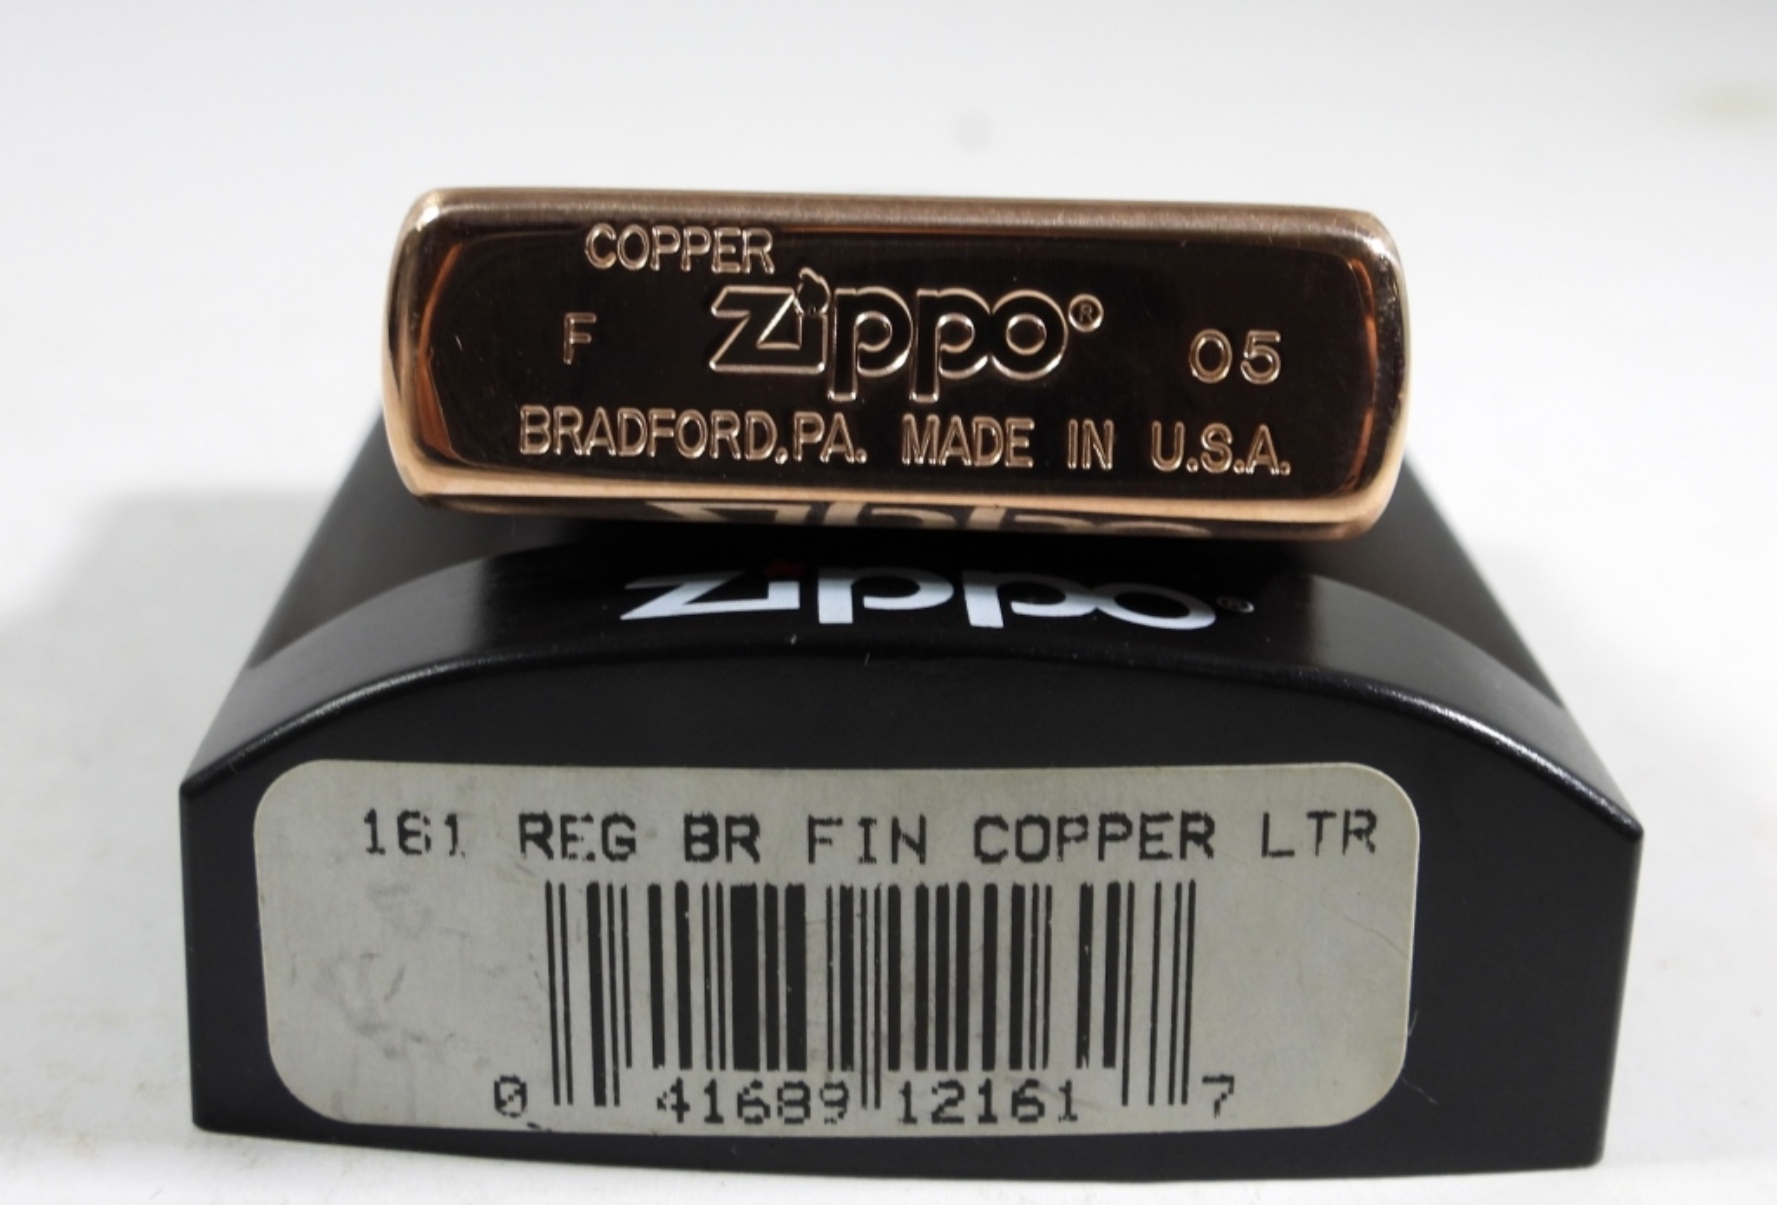 COPPER
F zippo® 05
BRADFORD, PA. MADE IN U.S.A.
zippo®
161 REG BR FIN COPPER LTR
0 41689 12161 7